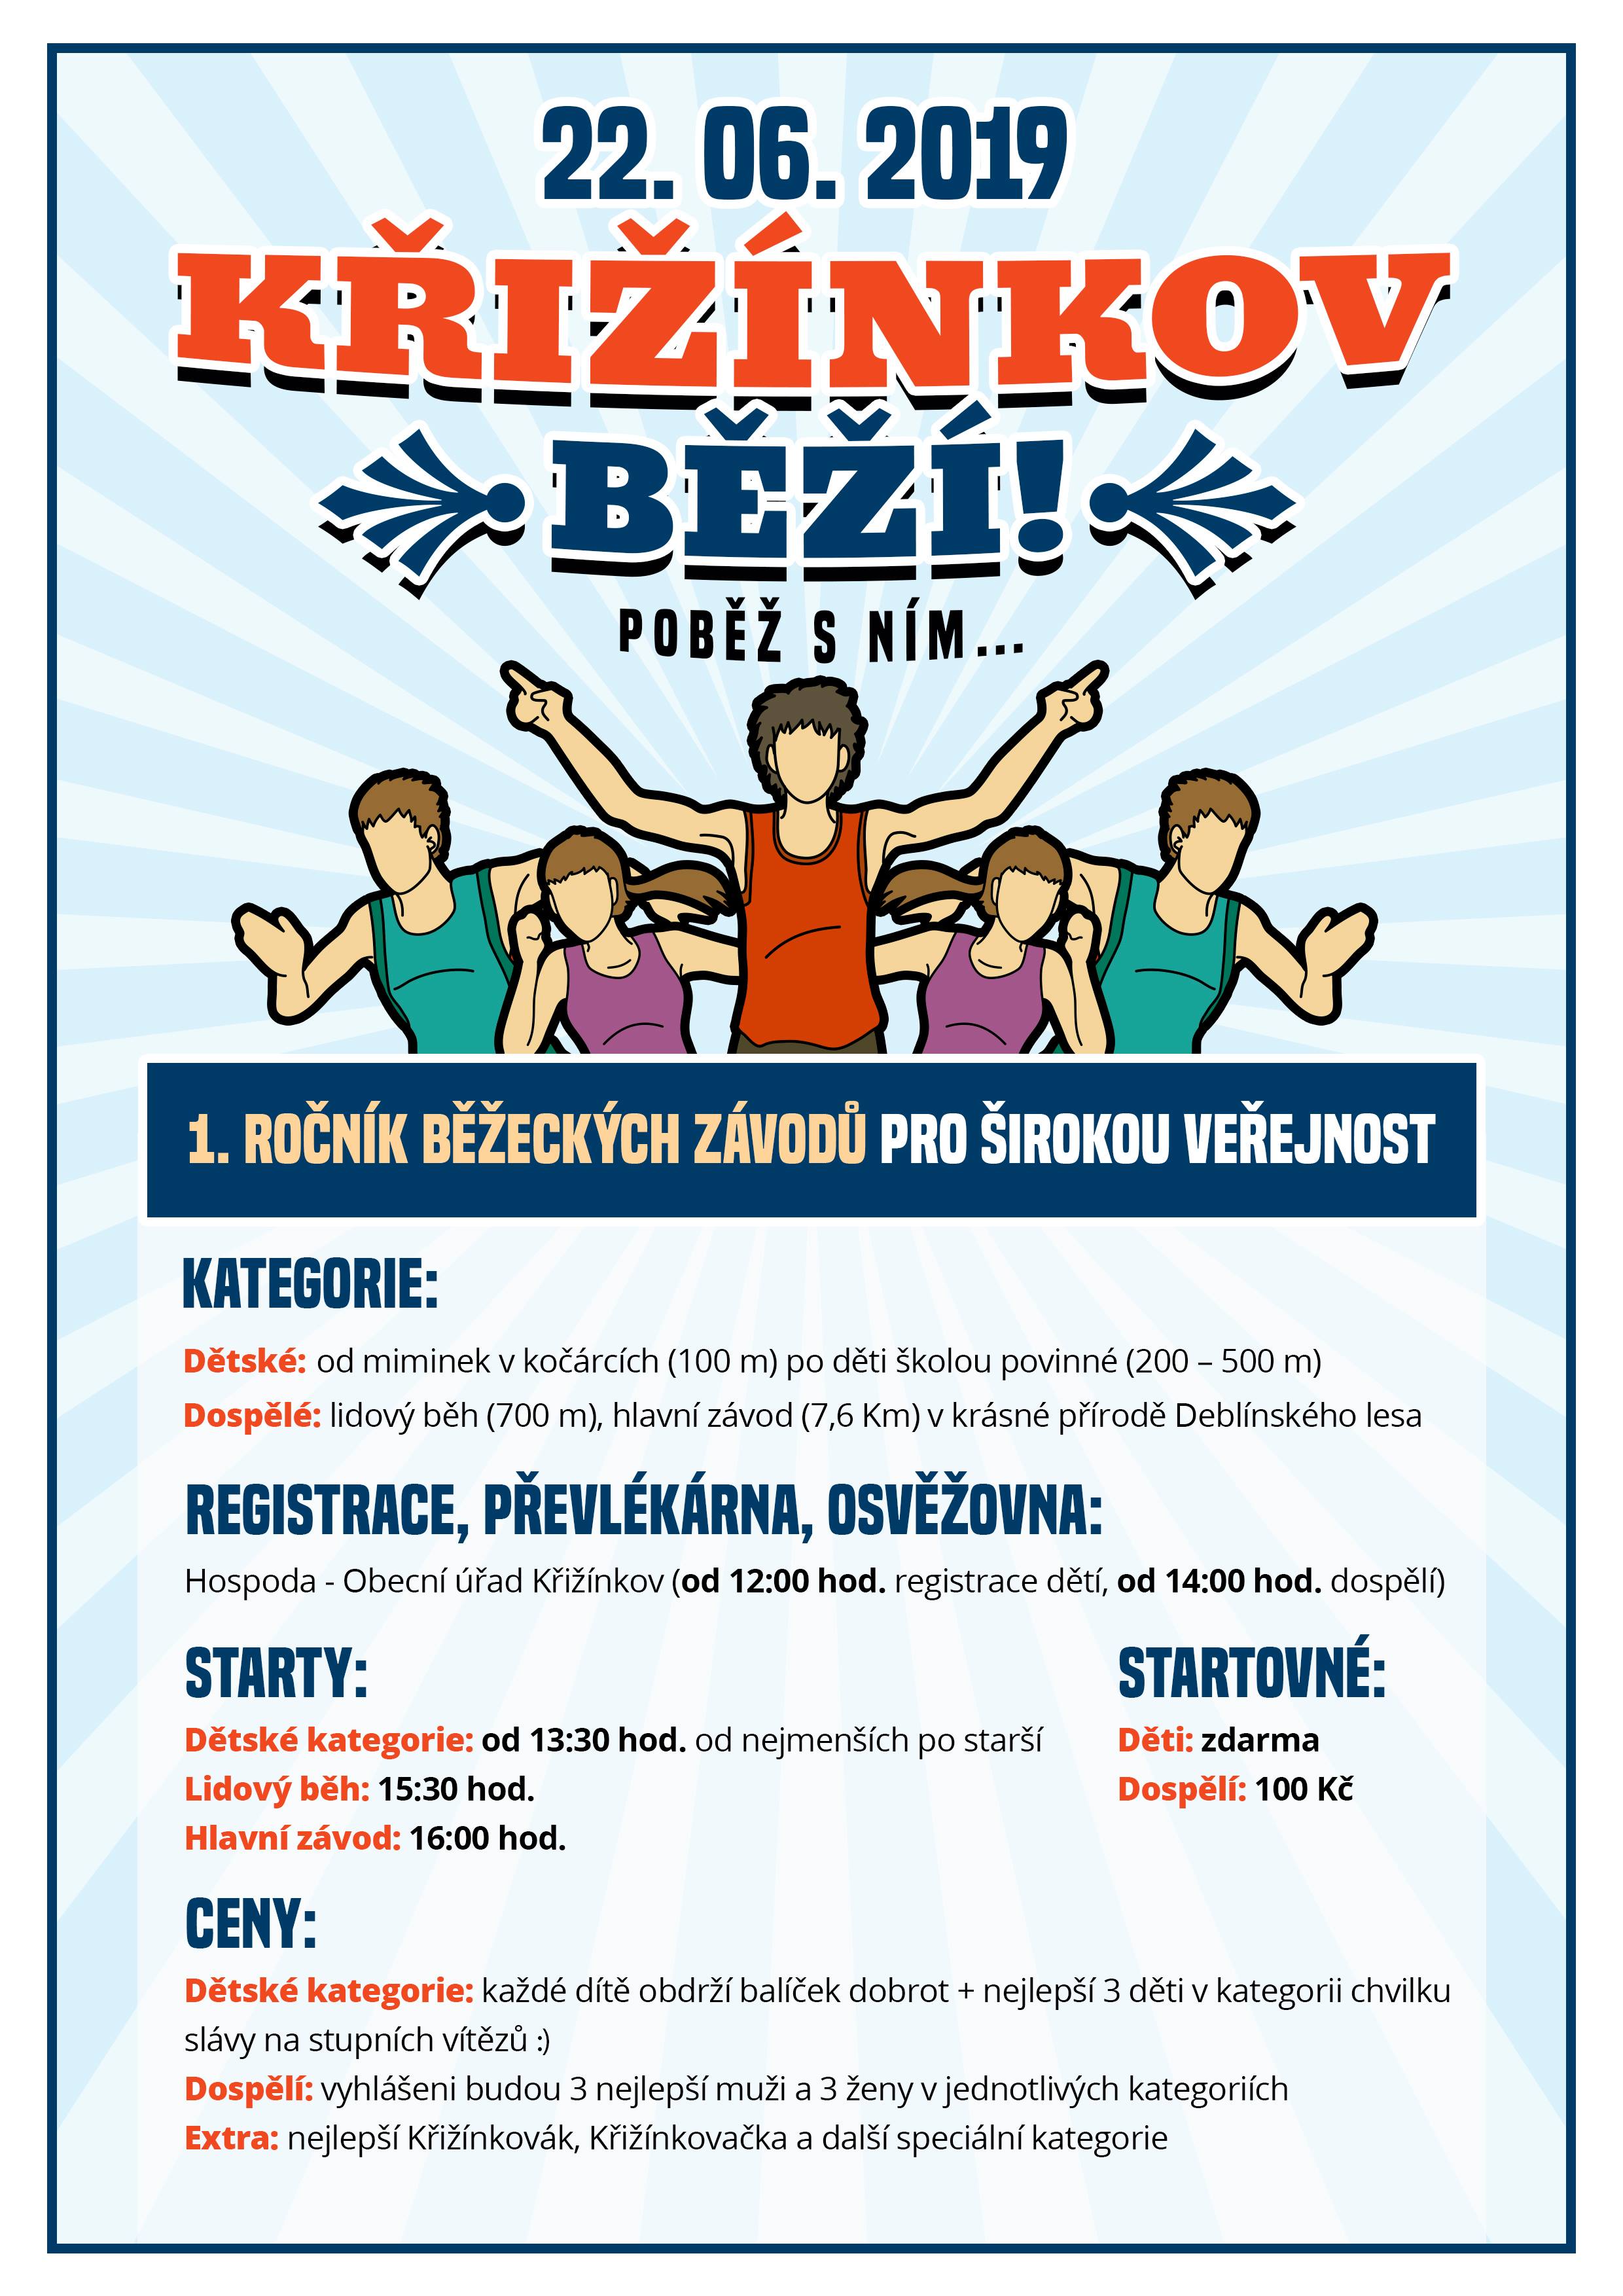 22. 06. 2019
KŘIŽÍNKOV
BĚŽÍ!
POBĚŽ S NÍM...
1. ROČNÍK BĚŽECKÝCH ZÁVODŮ PRO ŠIROKOU VEŘEJNOST
KATEGORIE:
Dětské: od miminek v kočárcích (100 m) po děti školou povinné (200 – 500 m)
Dospělé: lidový běh (700 m), hlavní závod (7,6 Km) v krásné přírodě Deblínského lesa
REGISTRACE, PŘEVLÉKÁRNA, OSVĚŽOVNA:
Hospoda - Obecní úřad Křižínkov (od 12:00 hod. registrace dětí, od 14:00 hod. dospělí)
STARTY:
Dětské kategorie: od 13:30 hod. od nejmenších po starší
Lidový běh: 15:30 hod.
Hlavní závod: 16:00 hod.
STARTOVNÉ:
Děti: zdarma
Dospělí: 100 Kč
CENY:
Dětské kategorie: každé dítě obdrží balíček dobrot + nejlepší 3 děti v kategorii chvilku
slávy na stupních vítězů :)
Dospělí: vyhlášeni budou 3 nejlepší muži a 3 ženy v jednotlivých kategoriích
Extra: nejlepší Křižínkovák, Křižínkovačka a další speciální kategorie